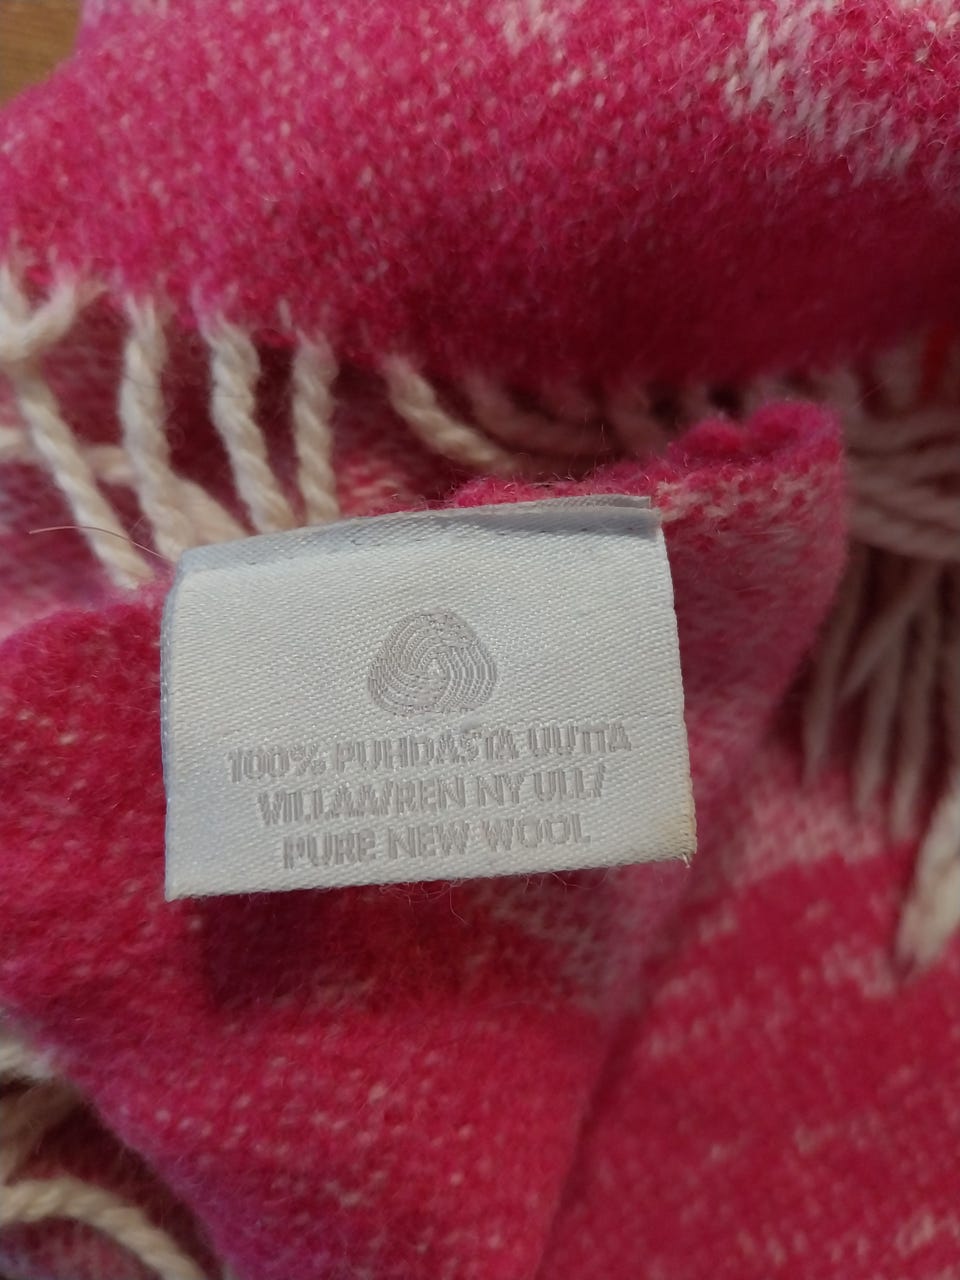 100% PUHDASTA UUTTA
VILLAA/REN NY ULL/
PURE NEW WOOL